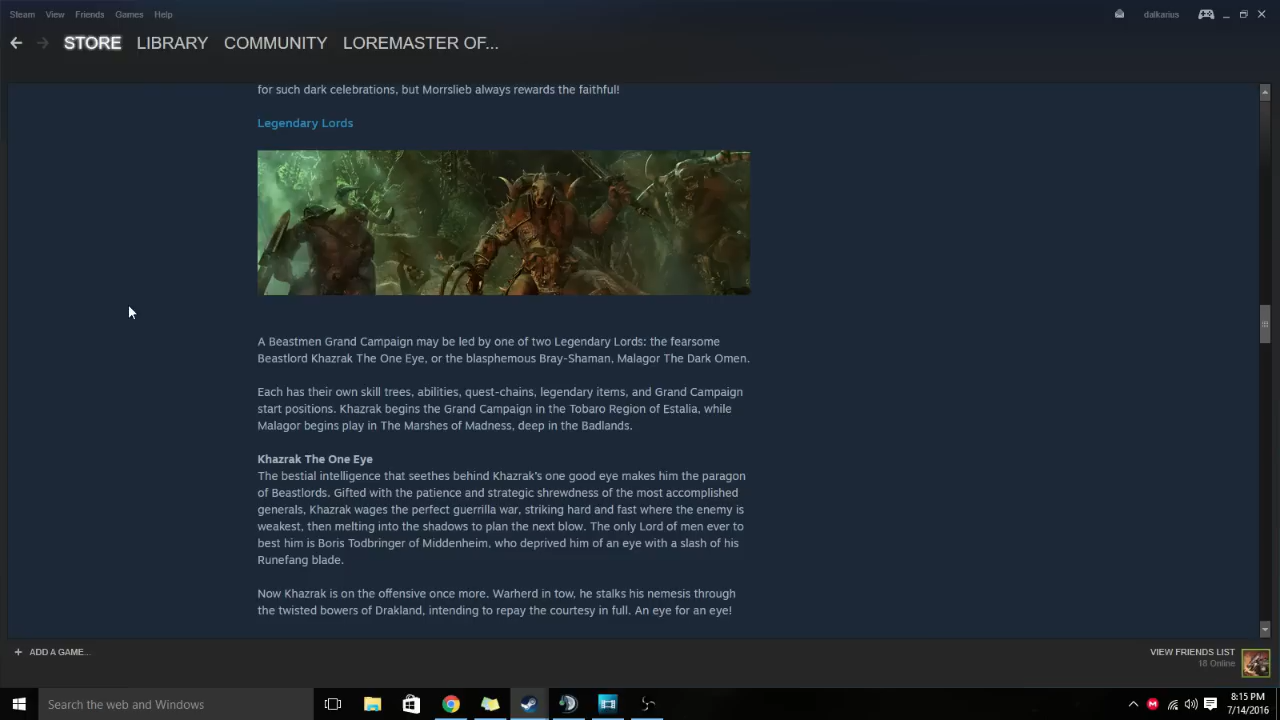 Steam View Friends Games Help
dalkarius
STORE LIBRARY COMMUNITY LOREMASTER OF...
for such dark celebrations, but Morrslieb always rewards the faithful!
Legendary Lords
A Beastmen Grand Campaign may be led by one of two Legendary Lords: the fearsome
Beastlord Khazrak The One Eye, or the blasphemous Bray-Shaman, Malagor The Dark Omen.
Each has their own skill trees, abilities, quest-chains, legendary items, and Grand Campaign
start positions. Khazrak begins the Grand Campaign in the Tobaro Region of Estalia, while
Malagor begins play in The Marshes of Madness, deep in the Badlands.
Khazrak The One Eye
The bestial intelligence that seethes behind Khazrak's one good eye makes him the paragon
of Beastlords. Gifted with the patience and strategic shrewdness of the most accomplished
generals, Khazrak wages the perfect guerrilla war, striking hard and fast where the enemy is
weakest, then melting into the shadows to plan the next blow. The only Lord of men ever to
best him is Boris Todbringer of Middenheim, who deprived him of an eye with a slash of his
Runefang blade.
Now Khazrak is on the offensive once more. Warherd in tow, he stalks his nemesis through
the twisted bowers of Drakland, intending to repay the courtesy in full. An eye for an eye!
+ ADD A GAME...
VIEW FRIENDS LIST
18 Online
Search the web and Windows
8:15 PM
7/14/2016